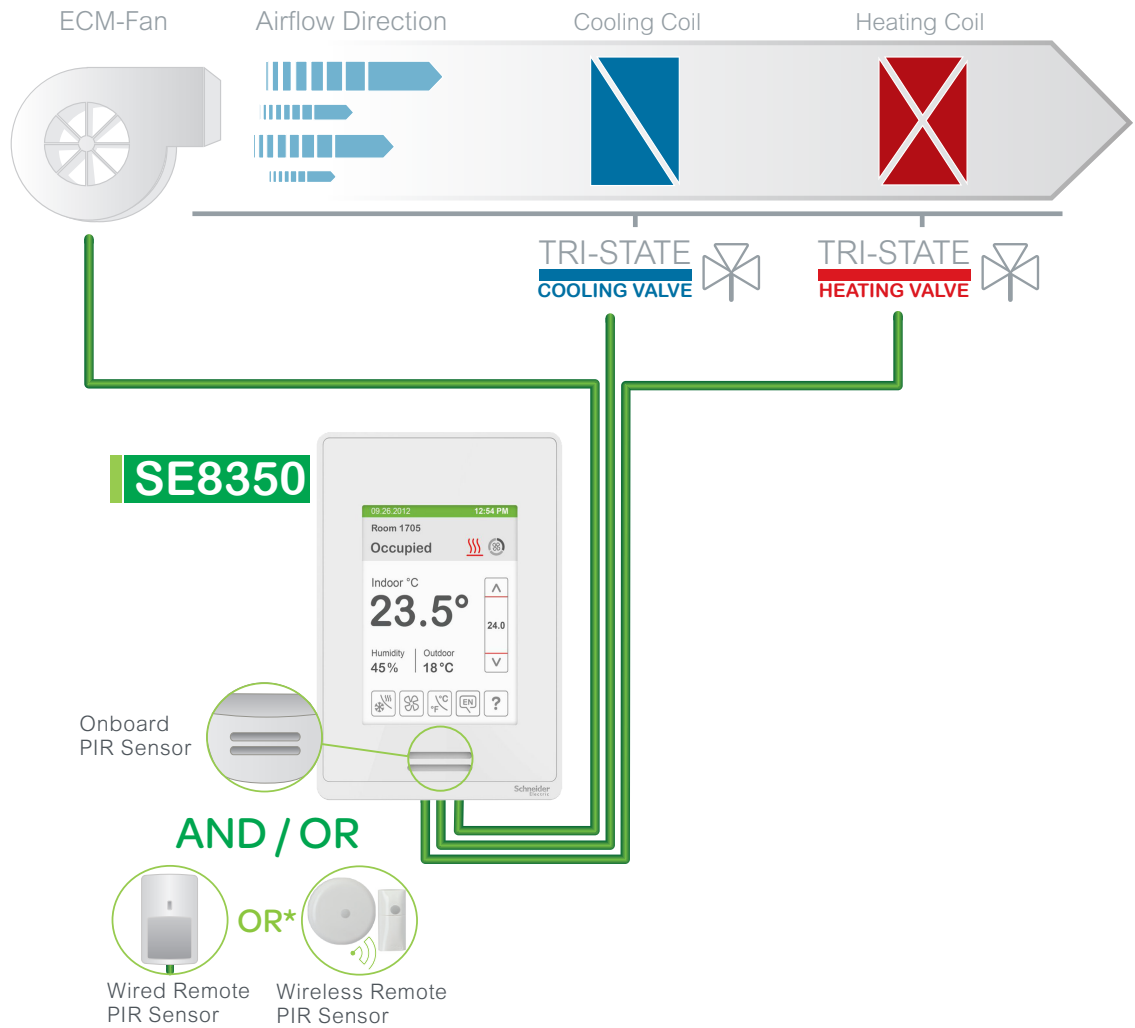 ECM-Fan
Airflow Direction
Cooling Coil
Heating Coil
TRI-STATE
COOLING VALVE
TRI-STATE
HEATING VALVE
SE8350
09.26.2012 12:54 PM
Room 1705
Occupied
Indoor °C
23.5°
24.0
Humidity
45%
Outdoor
18°C
°C
°F
EN
?
Onboard
PIR Sensor
Schneider
Electric
AND / OR
OR*
Wired Remote
PIR Sensor
Wireless Remote
PIR Sensor